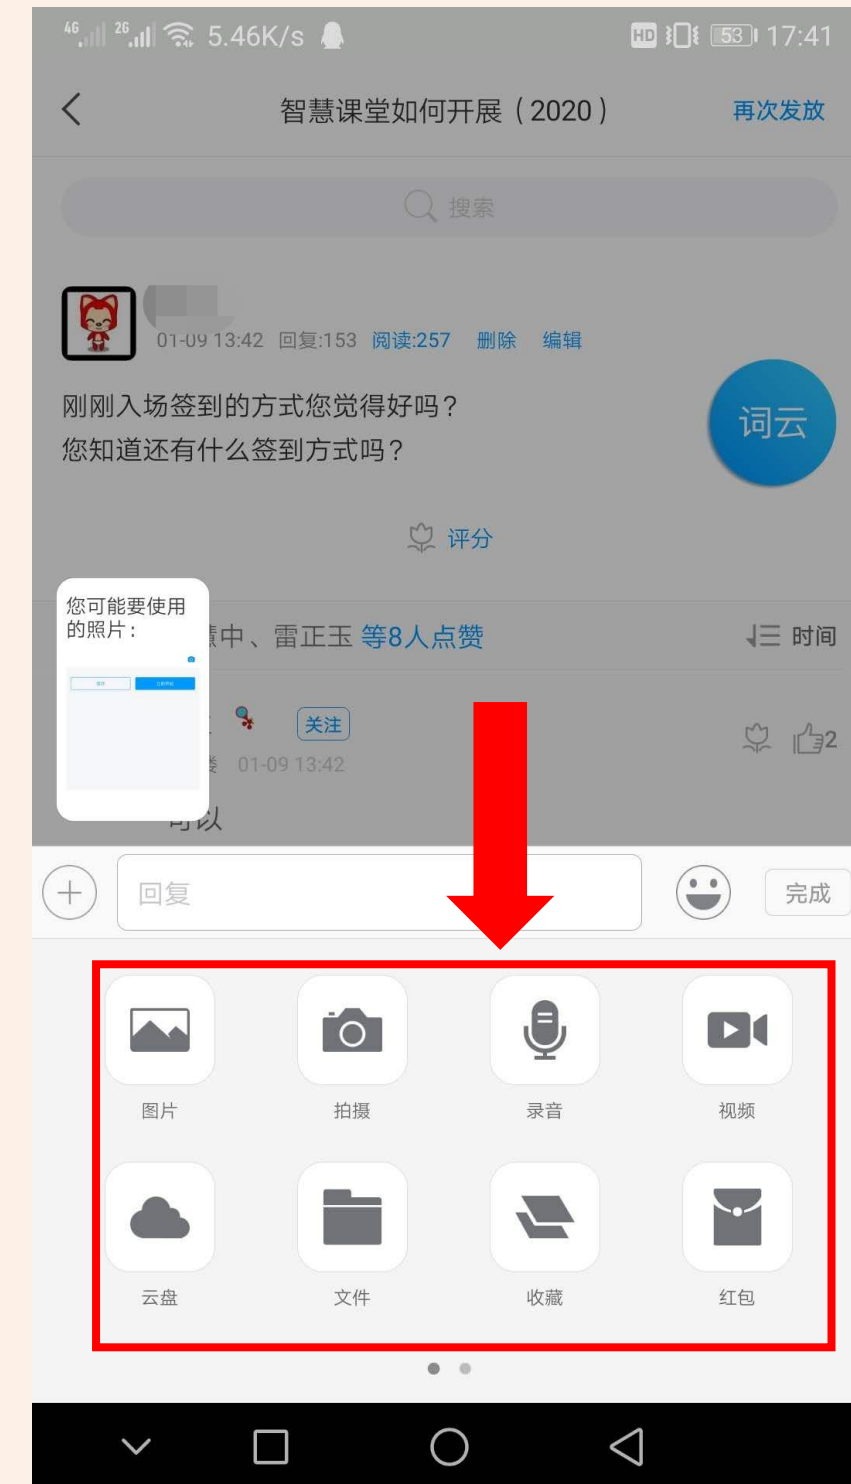 4G 2G 5.46K/s HD 53 17:41
智慧课堂如何开展（2020） 再次发放
搜索
01-09 13:42 回复:153 阅读:257 删除 编辑
刚刚入场签到的方式您觉得好吗？
您知道还有什么签到方式吗？
词云
评分
您可能要使用
的照片：
中、雷正玉 等8人点赞 时间
关注
2
01-09 13:42
可以
回复 完成
图片 拍摄 录音 视频
云盘 文件 收藏 红包